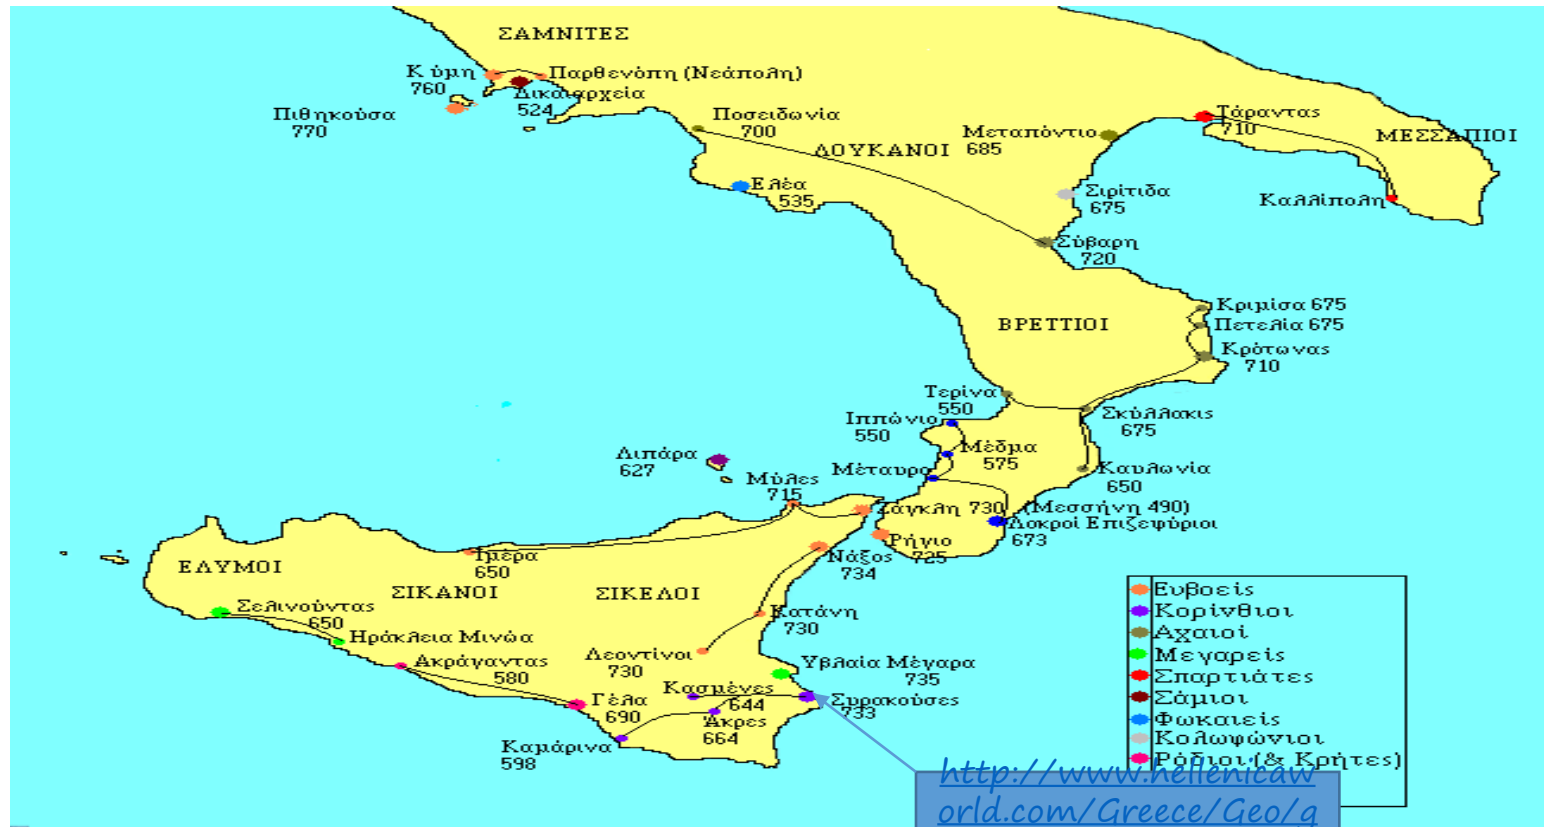 ΣΑΜΝΙΤΕΣ
Κύμη
760
Παρθενόπη (Νεάπολη)
Δικαιαρχεία
524
Πιθηκούσα
770
Ποσειδωνία
700
ΛΟΥΚΑΝΟΙ
Μεταπόντιο
685
Τάραντας
710
ΜΕΣΣΑΠΙΟΙ
Ελέα
535
Σιρίτιδα
675
Καλλίπολη
Σύβαρη
720
Κριμίσα 675
ΒΡΕΤΤΙΟΙ
Πετελία 675
Κρότωνας
710
Τερίνα
550
Ιππώνιο
550
Σκύλλακις
675
Μέδμα
575
Λιπάρα
627
Μέταυρο
Καυλωνία
650
Μύλες
715
Ζάγκλη 730 (Μεσσήνη 490)
Λοκροί Επιζεφύριοι
673
Ρήγιο
725
Ιμέρα
650
Νάξος
734
ΕΛΥΜΟΙ
ΣΙΚΑΝΟΙ
ΣΙΚΕΛΟΙ
Σελινούντας
650
Κατάνη
730
Ηράκλεια Μινώα
Λεοντίνοι
730
Ακράγαντας
580
Υβλαία Μέγαρα
735
Κασμένες
644
Γέλα
690
Συρακούσες
733
Άκρες
664
Καμάρινα
598
Ευβοείς
Κορίνθιοι
Αχαιοί
Μεγαρείς
Σπαρτιάτες
Σάμιοι
Φωκαιείς
Κολωφώνιοι
Ρόδιοι (& Κρήτες)
http://www.hellenicaw
orld.com/Greece/Geo/g